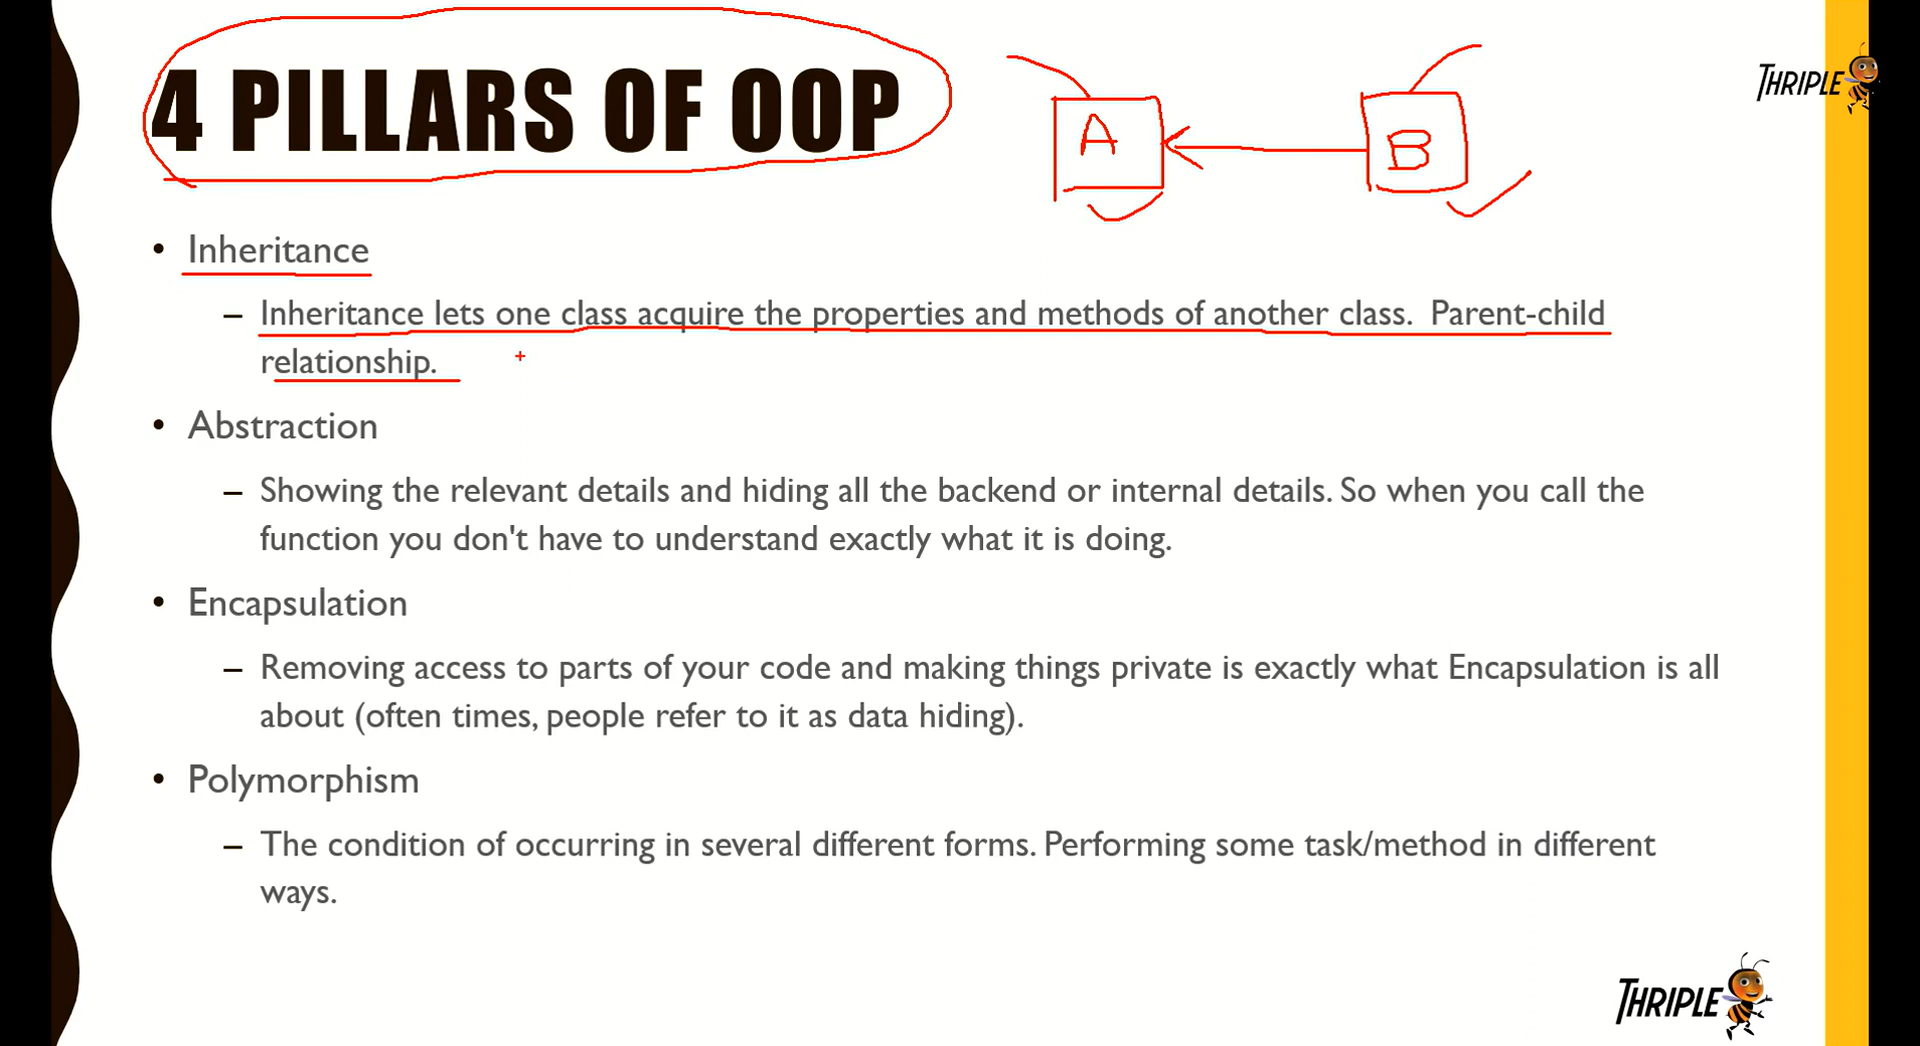 4 PILLARS OF OOP
A
B
THRIPLE
• Inheritance
– Inheritance lets one class acquire the properties and methods of another class. Parent-child
relationship.
• Abstraction
– Showing the relevant details and hiding all the backend or internal details. So when you call the
function you don't have to understand exactly what it is doing.
• Encapsulation
– Removing access to parts of your code and making things private is exactly what Encapsulation is all
about (often times, people refer to it as data hiding).
• Polymorphism
– The condition of occurring in several different forms. Performing some task/method in different
ways.
THRIPLE